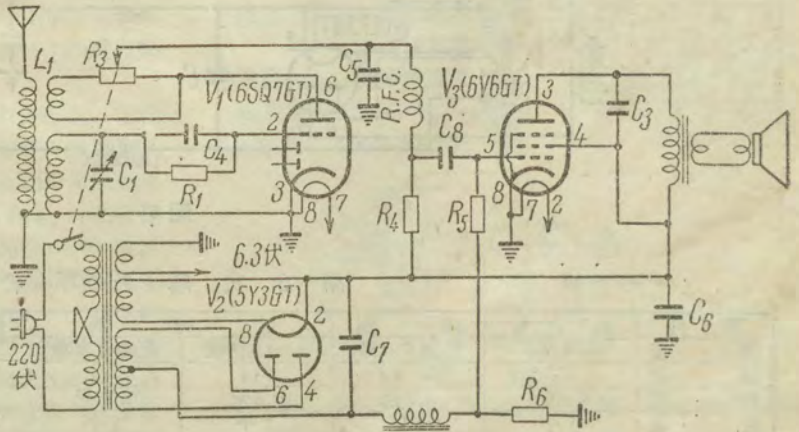 L1
R3
C5
R.F.C.
V1(6SQ7GT)
6
2
3
8
7
C4
R1
C1
V3(6V6GT)
3
C8
5
4
8
7
2
C3
R4
R5
6.3伏
V2(5Y3GT)
2
8
6
4
C7
C6
R6
220
伏